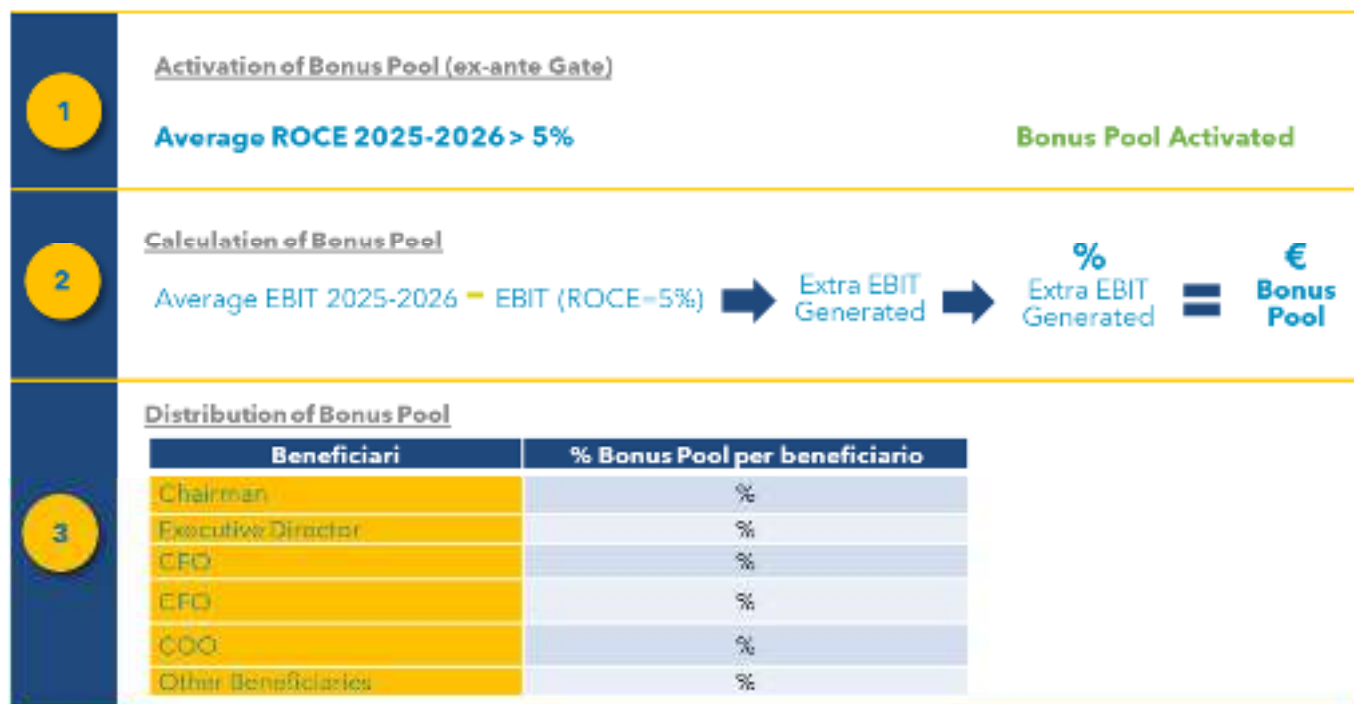 1
Activation of Bonus Pool (ex-ante Gate)
Average ROCE 2025-2026 > 5%
Bonus Pool Activated
2
Calculation of Bonus Pool
Average EBIT 2025-2026 - EBIT (ROCE=5%)
Extra EBIT
Generated
%
Extra EBIT
Generated
=
€
Bonus
Pool
3
Distribution of Bonus Pool
Beneficiari % Bonus Pool per beneficiario
Chairman %
Executive Director %
%
CFO %
COO %
Other Beneficiaries %